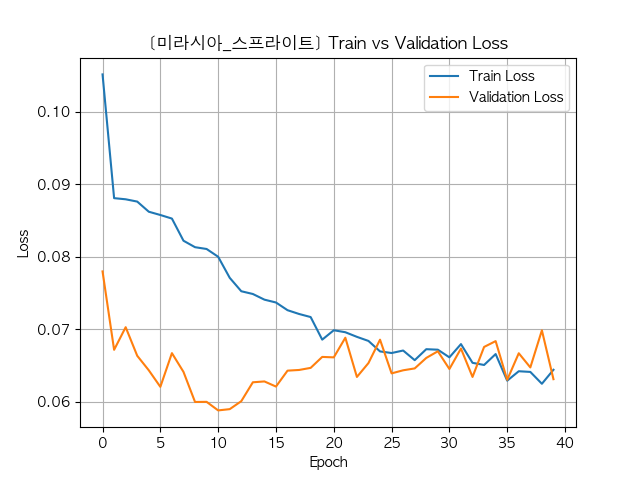 [미라시아_스프라이트] Train vs Validation Loss
Train Loss
Validation Loss
0.10
0.09
0.08
0.07
0.06
Loss
0 5 10 15 20 25 30 35 40
Epoch